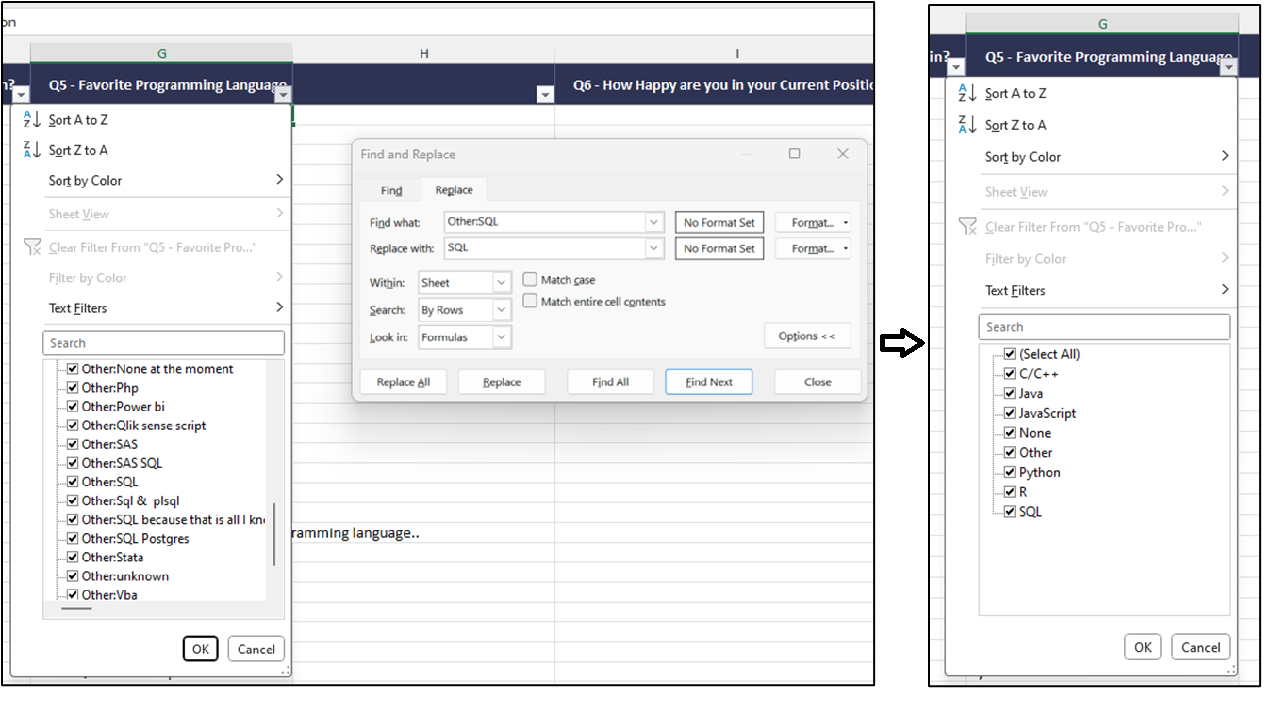 on
G
H
I
n?
Q5 - Favorite Programming Language
Q6 - How Happy are you in your Current Positic
Sort A to Z
Sort Z to A
Sort by Color
Sheet View
Clear Filter From "Q5 - Favorite Pro..."
Filter by Color
Text Filters
Search
Other:None at the moment
Other:Php
Other:Power bi
Other:Qlik sense script
Other:SAS
Other:SAS SQL
Other:SQL
Other:Sql & plsql
Other:SQL because that is all I kno
Other:SQL Postgres
Other:Stata
Other:unknown
Other:Vba
OK
Cancel
ramming language..
Find and Replace
Find
Replace
Find what:
Other:SQL
No Format Set
Format...
Replace with:
SQL
No Format Set
Format...
Within:
Sheet
Match case
Search:
By Rows
Match entire cell contents
Look in:
Formulas
Options <<
Replace All
Replace
Find All
Find Next
Close
G
in?
Q5 - Favorite Programming Language
Sort A to Z
Sort Z to A
Sort by Color
Sheet View
Clear Filter From "Q5 - Favorite Pro..."
Filter by Color
Text Filters
Search
(Select All)
C/C++
Java
JavaScript
None
Other
Python
R
SQL
OK
Cancel